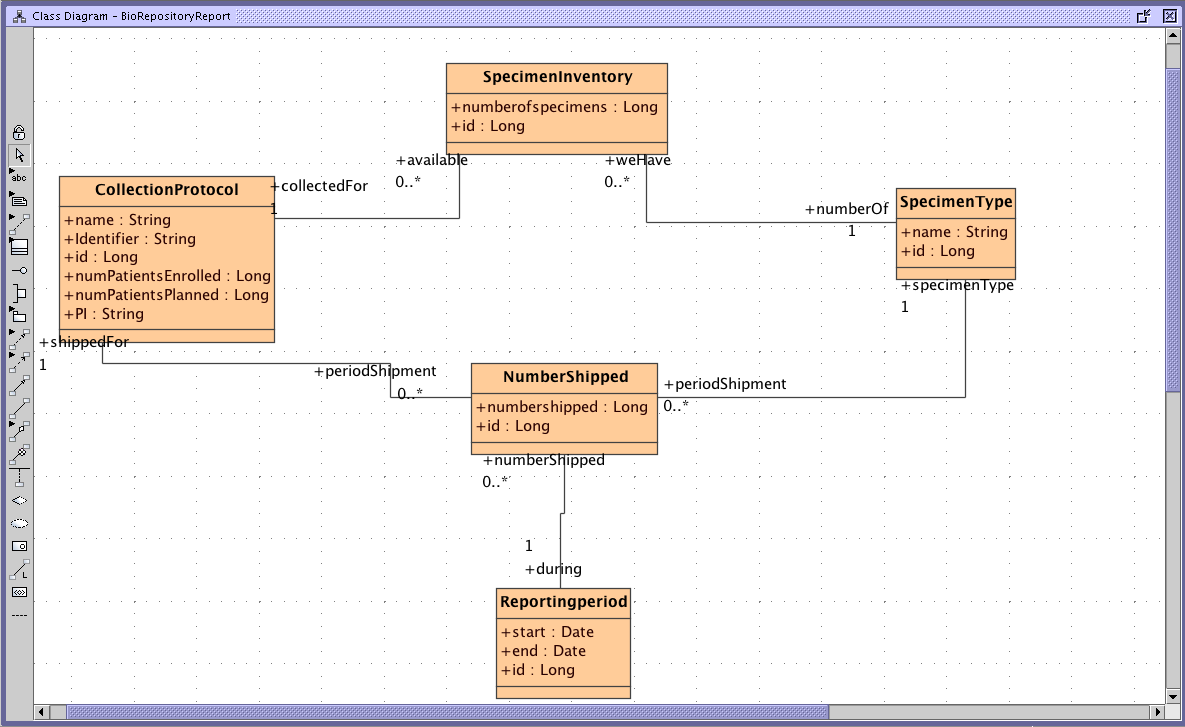 Class Diagram - BioRepositoryReport
abc
SpecimenInventory
+numberofspecimens : Long
+id : Long
+available
0..*
+weHave
0..*
CollectionProtocol
+name : String
+Identifier : String
+id : Long
+numPatientsEnrolled : Long
+numPatientsPlanned : Long
+PI : String
+collectedFor
1
SpecimenType
+name : String
+id : Long
+numberOf
1
+specimenType
1
+shippedFor
1
+periodShipment
0..*
NumberShipped
+numbershipped : Long
+id : Long
+periodShipment
0..*
+numberShipped
0..*
1
+during
Reportingperiod
+start : Date
+end : Date
+id : Long